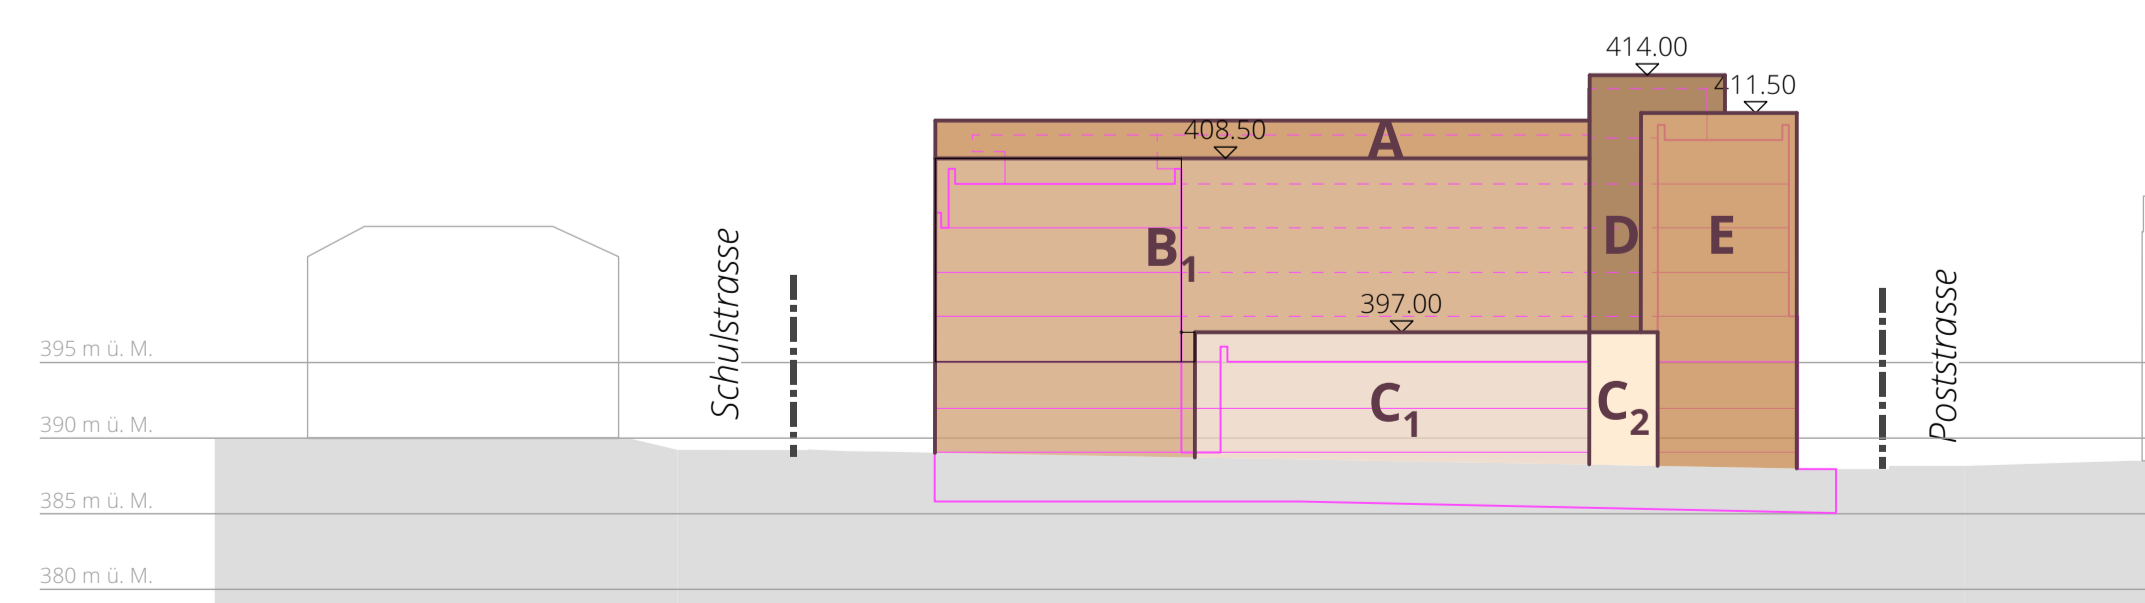 414.00
411.50
408.50
A
B1
D
E
397.00
C1
C2
Schulstrasse
Poststrasse
395 m ü. M.
390 m ü. M.
385 m ü. M.
380 m ü. M.